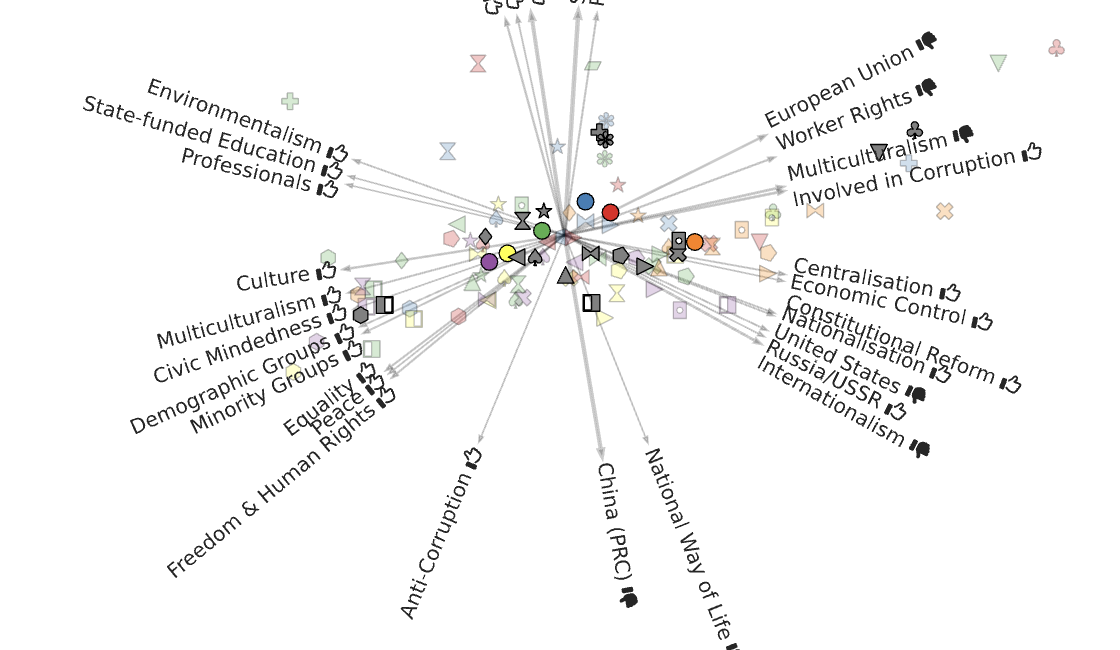 European Union
Worker Rights
Multiculturalism
Involved in Corruption
Environmentalism
State-funded Education
Professionals
Culture
Multiculturalism
Civic Mindedness
Demographic Groups
Minority Groups
Equality
Peace
Freedom & Human Rights
Anti-Corruption
China (PRC)
National Way of Life
Centralisation
Economic Control
Constitutional Reform
Nationalisation
United States
Russia/USSR
Internationalism